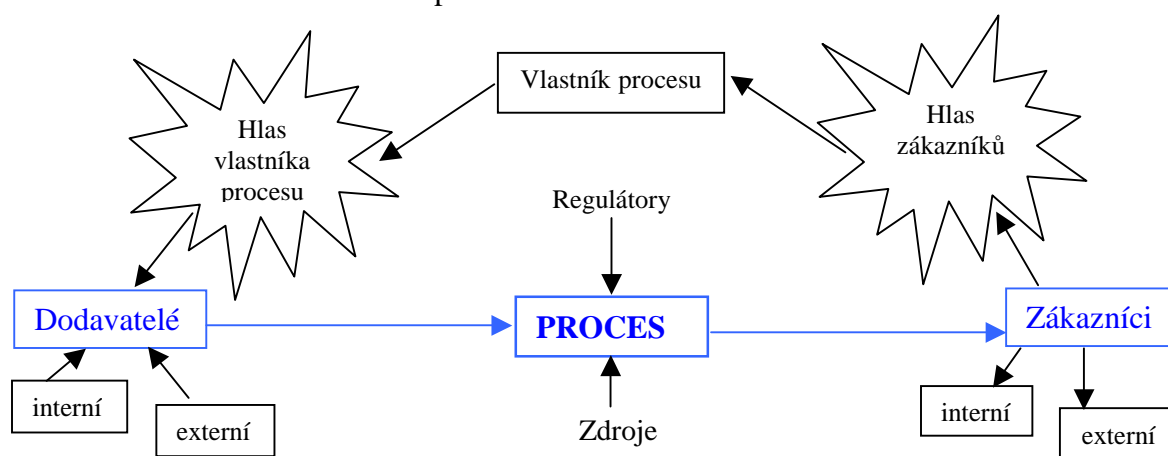 Vlastník procesu
Hlas
vlastníka
procesu
Hlas
zákazníků
Regulátory
Dodavatelé
PROCES
Zákazníci
interní
externí
Zdroje
interní
externí